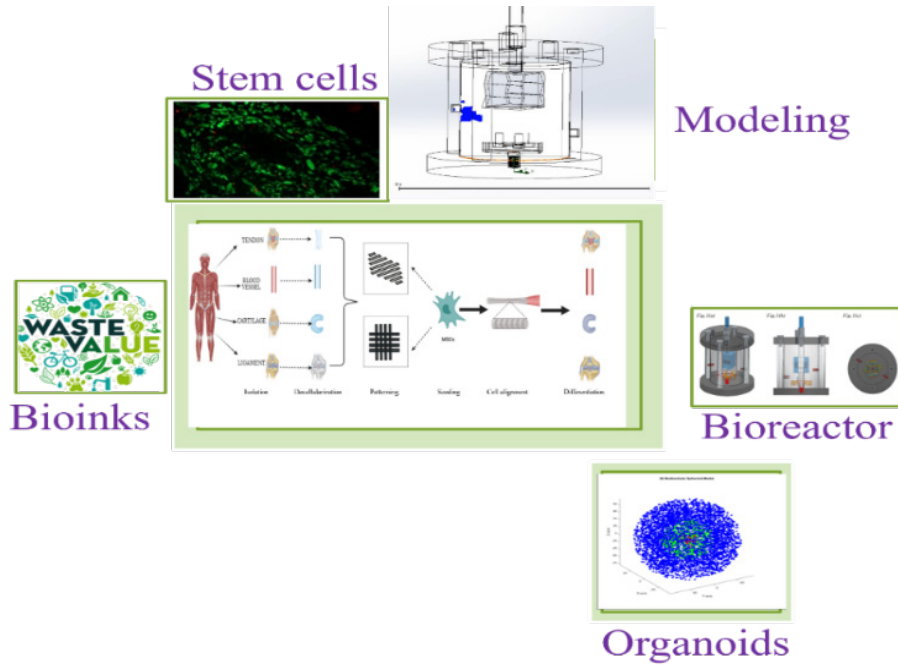 Stem cells
Modeling
TENDON
BLOOD
VESSEL
CARTILAGE
LIGAMENT
MSCs
Isolation
Decellularization
Patterning
Seeding
Cell alignment
Differentiation
WASTE
VALUE
Bioinks
Bioreactor
Organoids